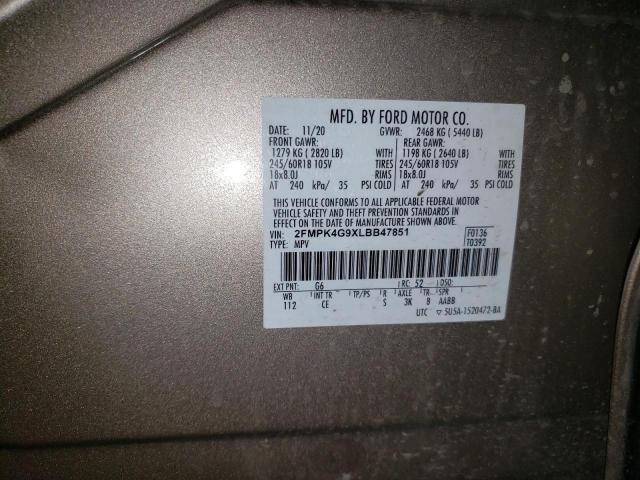 MFD. BY FORD MOTOR CO.
DATE: 11/20 GVWR: 2468 KG ( 5440 LB)
FRONT GAWR: REAR GAWR:
1279 KG ( 2820 LB) WITH 1198 KG ( 2640 LB) WITH
245/60R18 105V TIRES 245/60R18 105V TIRES
18x8.0J RIMS 18x8.0J RIMS
AT 240 kPa/ 35 PSI COLD AT 240 kPa/ 35 PSI COLD
THIS VEHICLE CONFORMS TO ALL APPLICABLE FEDERAL MOTOR
VEHICLE SAFETY AND THEFT PREVENTION STANDARDS IN
EFFECT ON THE DATE OF MANUFACTURE SHOWN ABOVE.
VIN: 2FMPK4G9XLBB47851 F0136
TYPE: MPV T0392
EXT PNT: G6 RC: 52 DSO:
WB INT TR TP/PS R AXLE TR SPR
112 CE S 3K 8 AABB
UTC ▽ 5U5A-1520472-BA